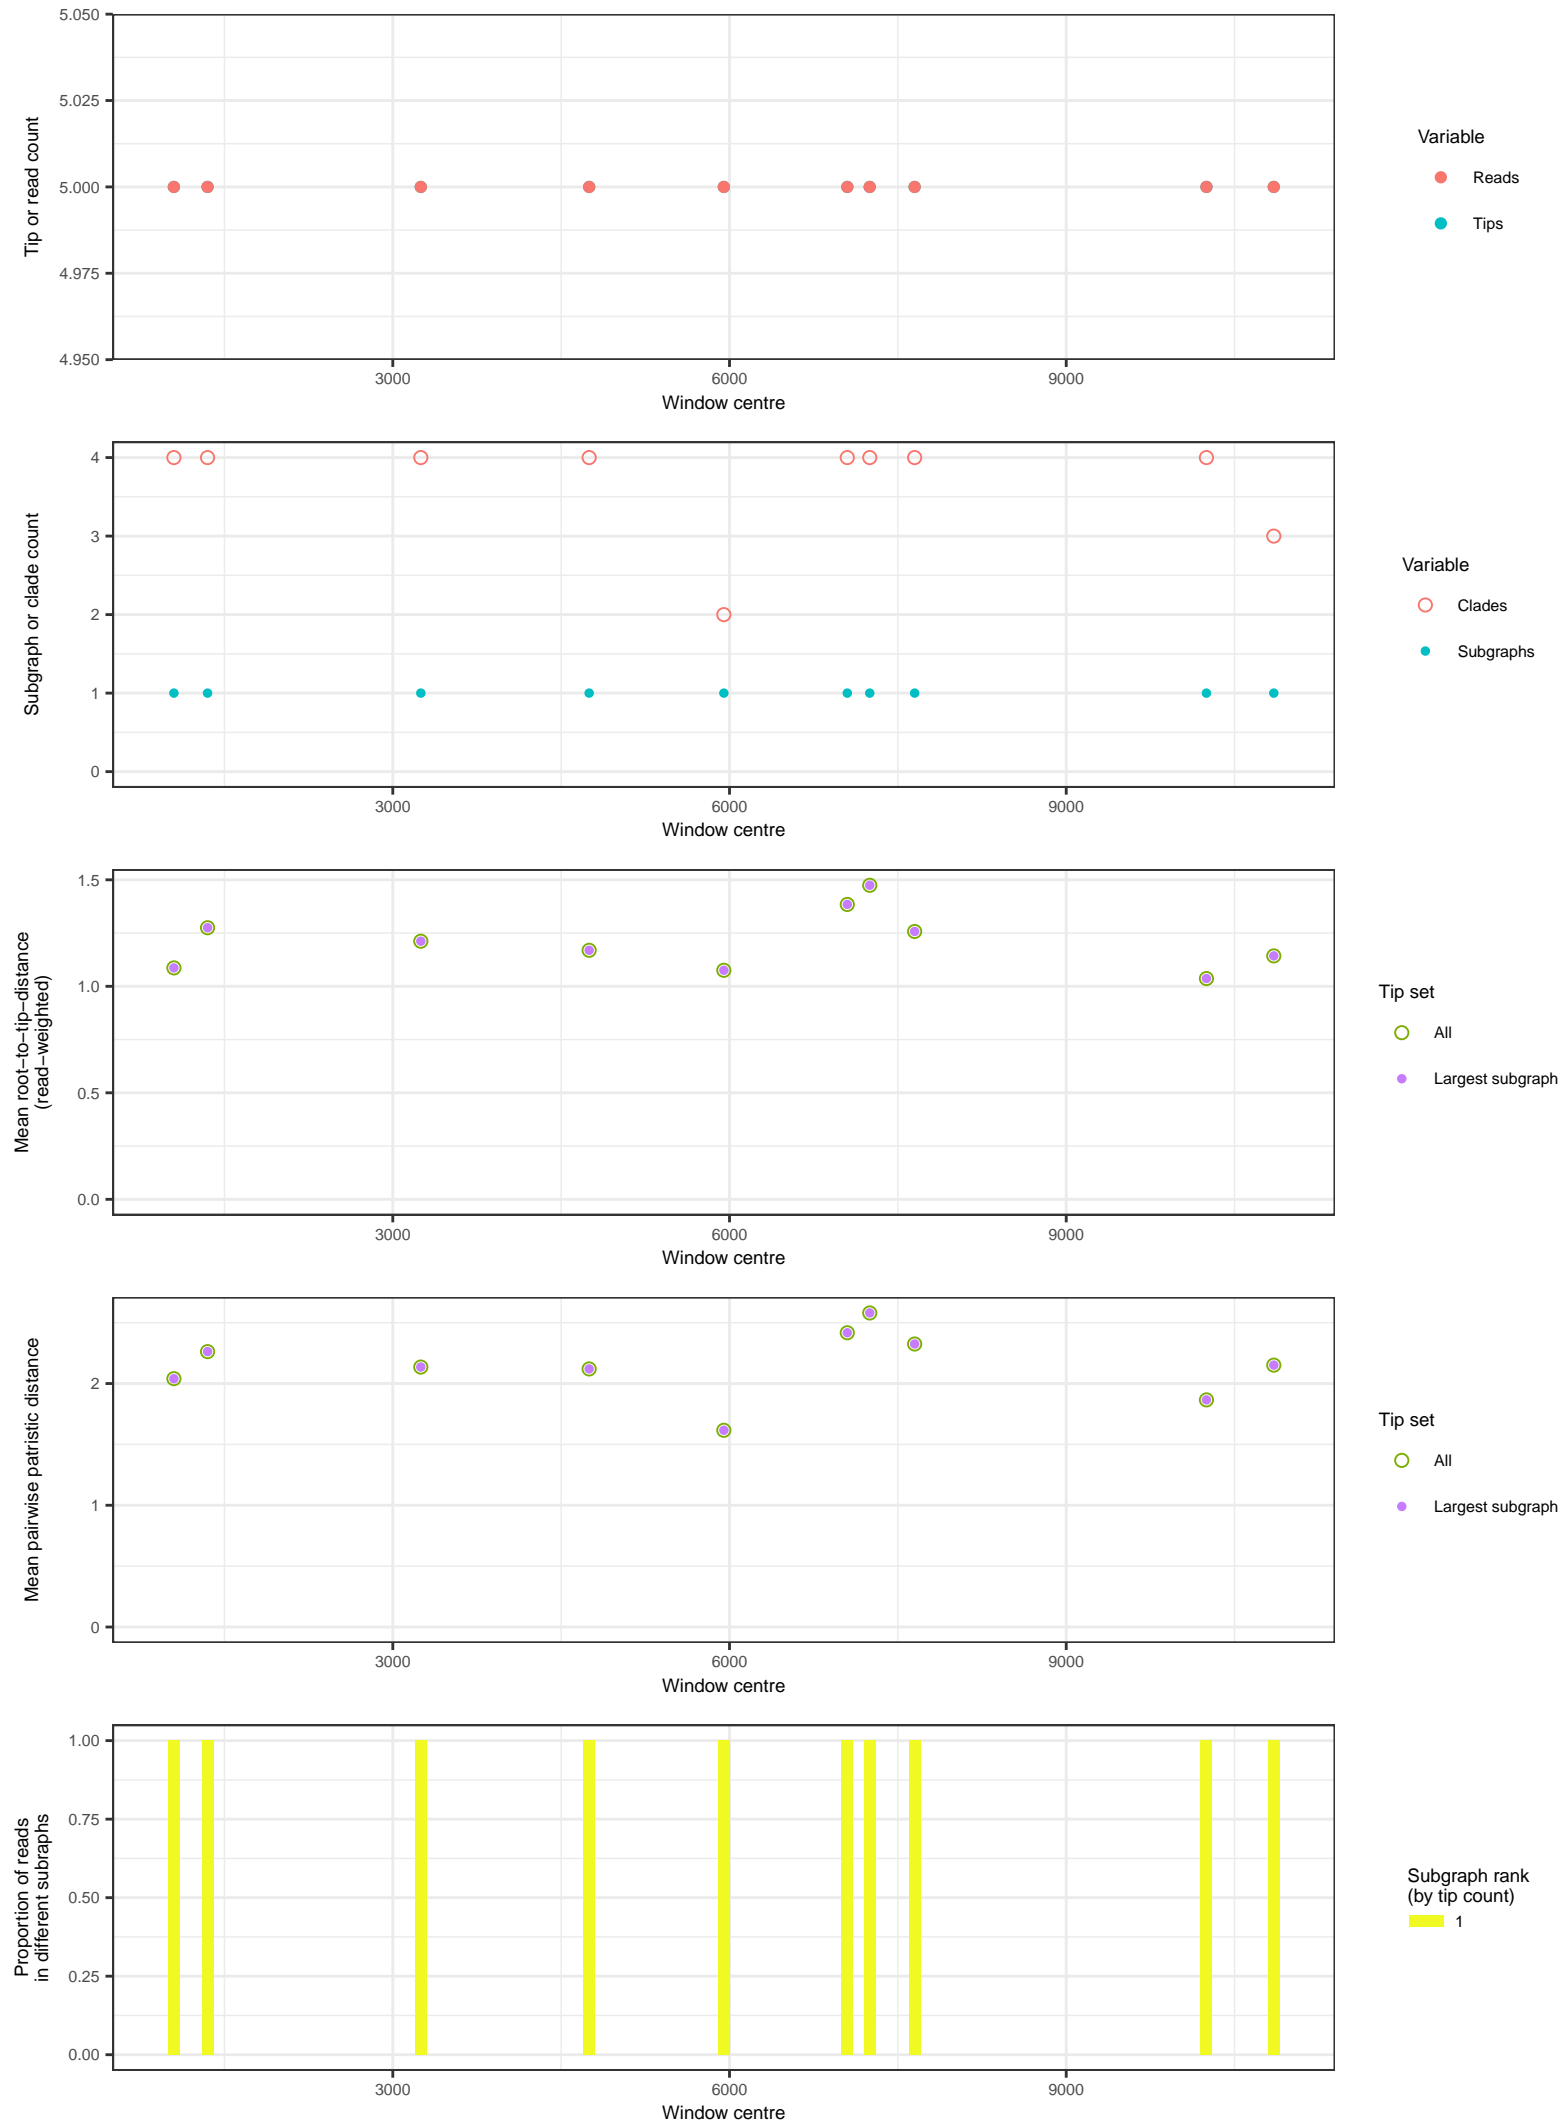 5.050
5.025
5.000
4.975
4.950
Tip or read count
3000
6000
9000
Window centre
Variable
Reads
Tips
4
3
2
1
0
Subgraph or clade count
3000
6000
9000
Window centre
Variable
Clades
Subgraphs
1.5
1.0
0.5
0.0
Mean root−to−tip−distance
(read−weighted)
3000
6000
9000
Window centre
Tip set
All
Largest subgraph
2
1
0
Mean pairwise patristic distance
3000
6000
9000
Window centre
Tip set
All
Largest subgraph
1.00
0.75
0.50
0.25
0.00
Proportion of reads
in different subraphs
3000
6000
9000
Window centre
Subgraph rank
(by tip count)
1